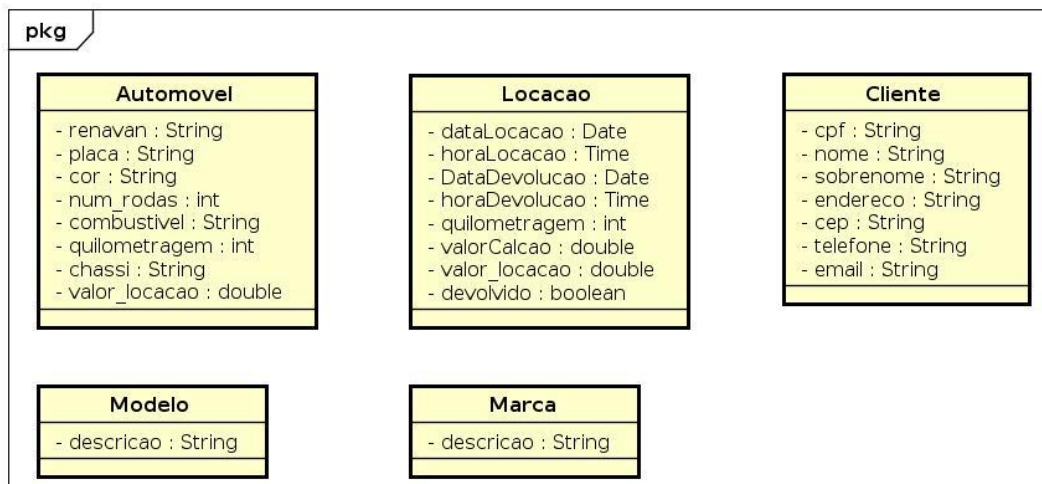 pkg
Automovel
- renavan : String
- placa : String
- cor : String
- num_rodas : int
- combustivel : String
- quilometragem : int
- chassi : String
- valor_locacao : double
Locacao
- dataLocacao : Date
- horaLocacao : Time
- DataDevolucao : Date
- horaDevolucao : Time
- quilometragem : int
- valorCalcao : double
- valor_locacao : double
- devolvido : boolean
Cliente
- cpf : String
- nome : String
- sobrenome : String
- endereco : String
- cep : String
- telefone : String
- email : String
Modelo
- descricao : String
Marca
- descricao : String